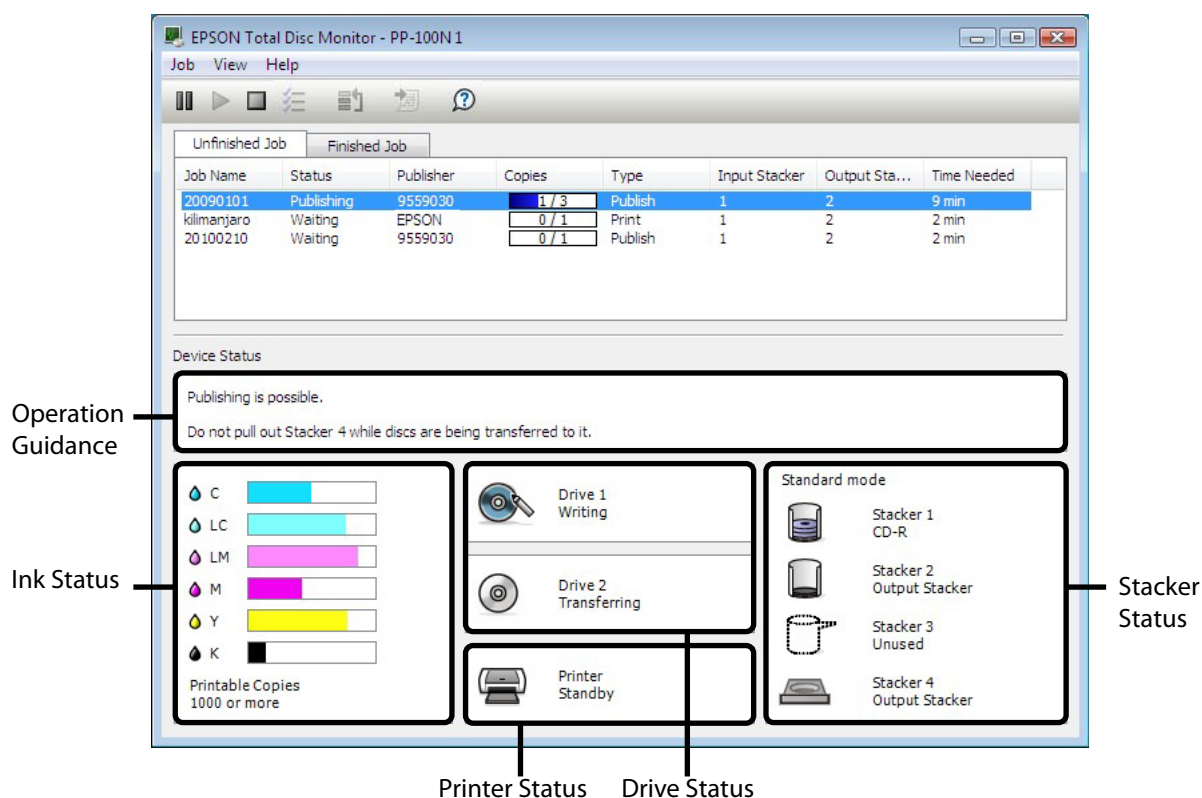 EPSON Total Disc Monitor - PP-100N 1
Job View Help
Unfinished Job Finished Job
Job Name Status Publisher Copies Type Input Stacker Output Sta... Time Needed
20090101 Publishing 9559030 1 / 3 Publish 1 2 9 min
kilimanjaro Waiting EPSON 0 / 1 Print 1 2 2 min
20100210 Waiting 9559030 0 / 1 Publish 1 2 2 min
Device Status
Publishing is possible.
Do not pull out Stacker 4 while discs are being transferred to it.
Operation
Guidance
C
LC
LM
M
Y
K
Printable Copies
1000 or more
Ink Status
Drive 1
Writing
Drive 2
Transferring
Printer
Standby
Standard mode
Stacker 1
CD-R
Stacker 2
Output Stacker
Stacker 3
Unused
Stacker 4
Output Stacker
Stacker
Status
Printer Status
Drive Status